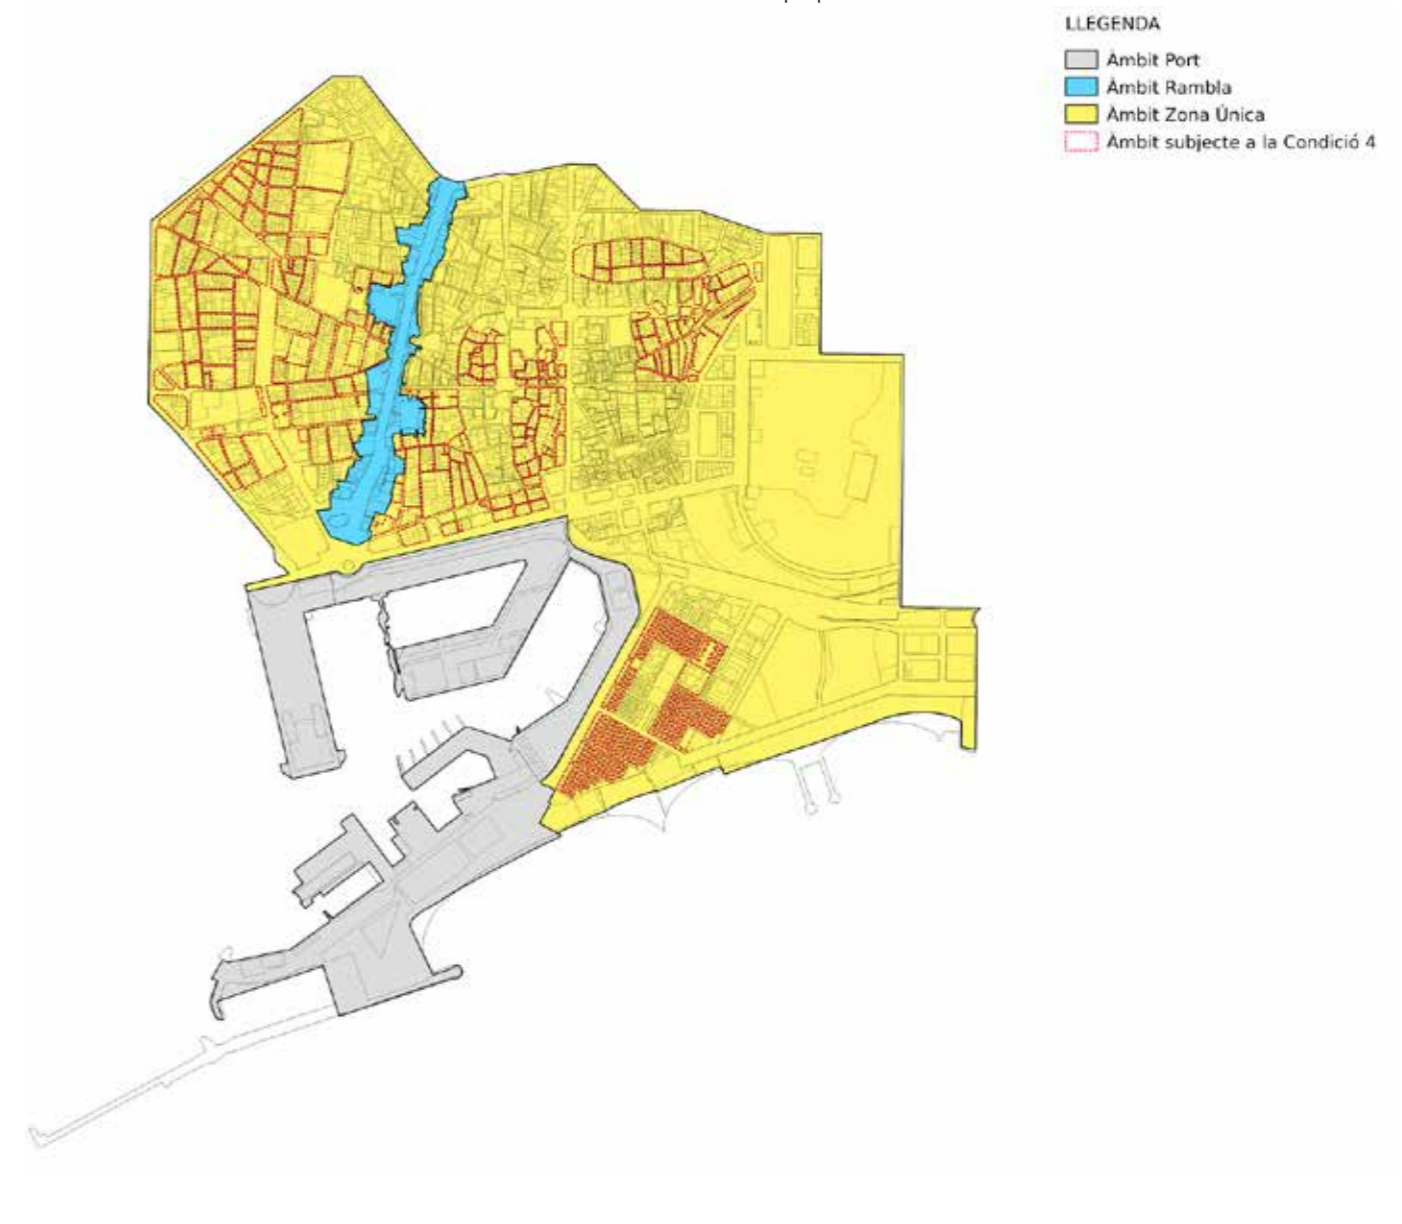 LLEGENDA
Àmbit Port
Àmbit Rambla
Àmbit Zona Única
Àmbit subjecte a la Condició 4